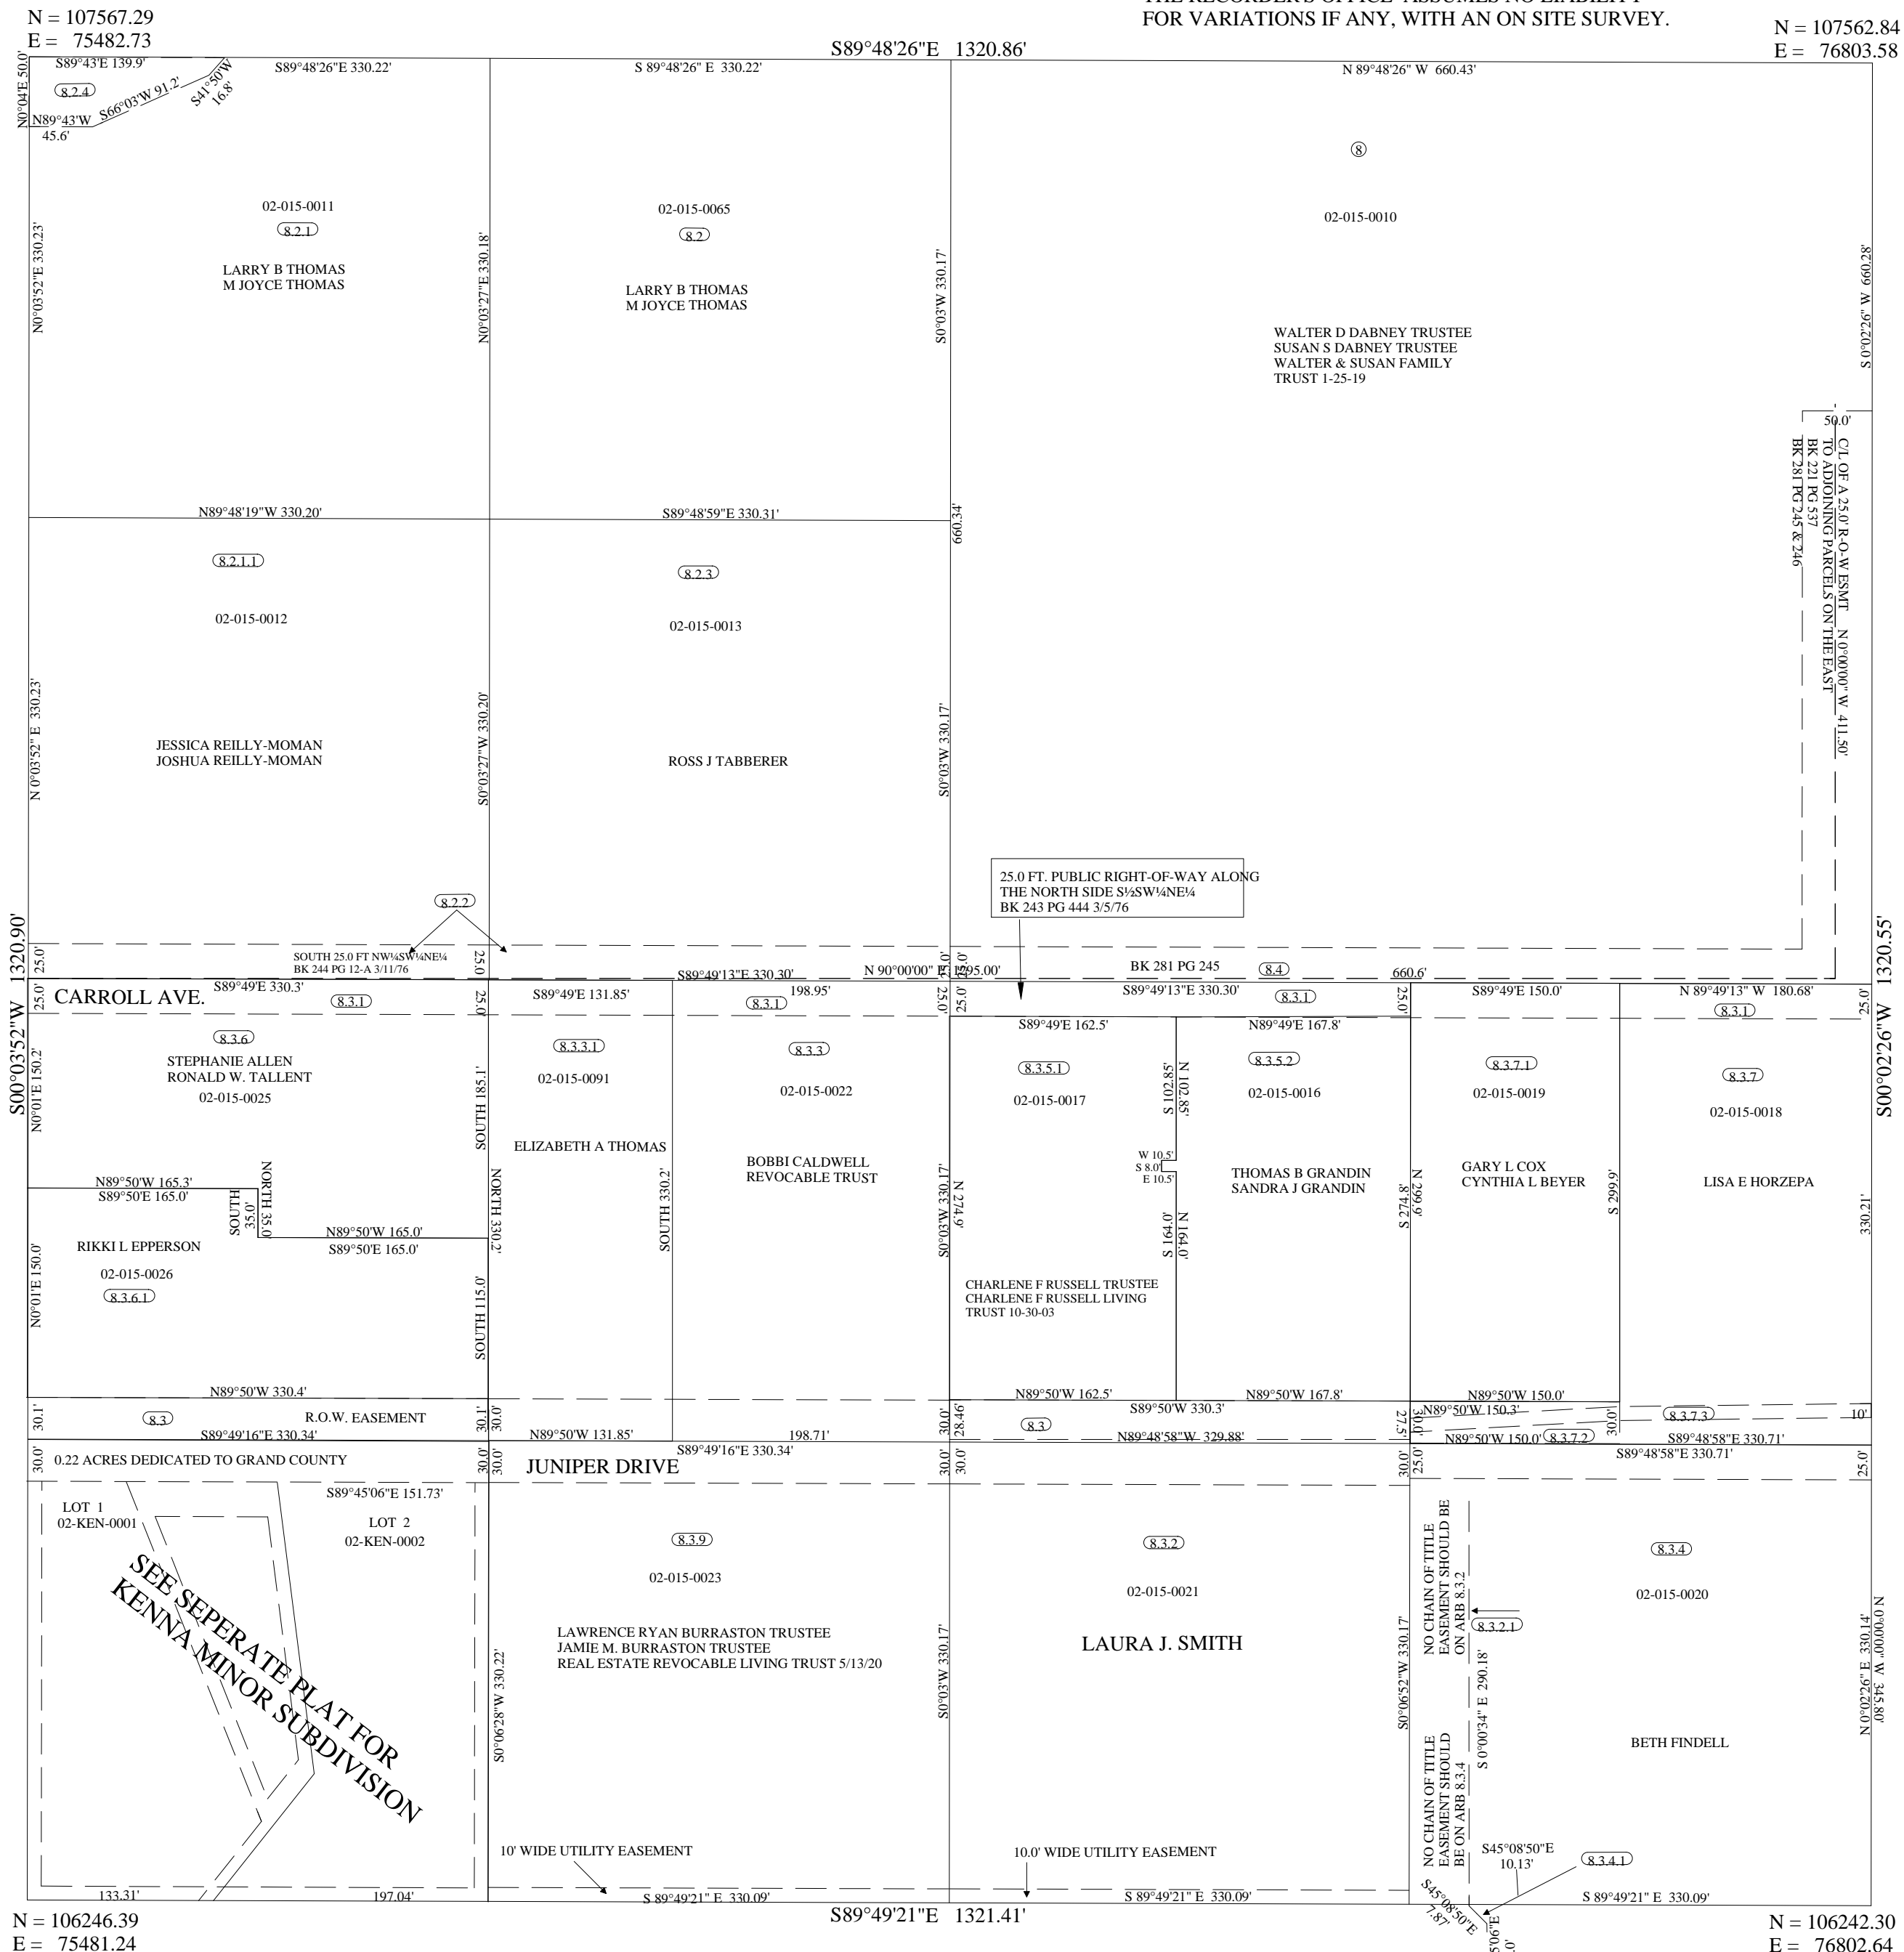 THE RECORDER'S OFFICE ASSUMES NO LIABILITY
FOR VARIATIONS IF ANY, WITH AN ON SITE SURVEY.
N = 107567.29
E = 75482.73
N = 107562.84
E = 76803.58
S89°48'26"E 1320.86'
S89°43'E 139.9'
S89°48'26"E 330.22'
S 89°48'26" E 330.22'
N 89°48'26" W 660.43'
N0°04'E 50.0'
8.2.4
S66°03'W 91.2'
S41°50'W
16.8'
N89°43'W
45.6'
8
02-015-0011
8.2.1
02-015-0065
8.2
02-015-0010
N0°03'52"E 330.23'
LARRY B THOMAS
M JOYCE THOMAS
N0°03'27"E 330.18'
LARRY B THOMAS
M JOYCE THOMAS
S0°03'W 330.17'
S 0°02'26" W 660.28'
WALTER D DABNEY TRUSTEE
SUSAN S DABNEY TRUSTEE
WALTER & SUSAN FAMILY
TRUST 1-25-19
50.0'
C/L OF A 25.0' R-O-W ESMT N 0°00'00" W 411.50'
TO ADJOINING PARCELS ON THE EAST
BK 221 PG 537
BK 281 PG 245 & 246
N89°48'19"W 330.20'
S89°48'59"E 330.31'
660.34'
8.2.1.1
8.2.3
02-015-0012
02-015-0013
N 0°03'52" E 330.23'
JESSICA REILLY-MOMAN
JOSHUA REILLY-MOMAN
S0°03'27"W 330.20'
ROSS J TABBERER
S0°03'W 330.17'
25.0 FT. PUBLIC RIGHT-OF-WAY ALONG
THE NORTH SIDE S½SW¼NE¼
BK 243 PG 444 3/5/76
8.2.2
S00°03'52"W 1320.90'
S00°02'26"W 1320.55'
25.0'
SOUTH 25.0 FT NW¼SW¼NE¼
BK 244 PG 12-A 3/11/76
25.0'
25.0'
25.0'
S89°49'13"E 330.30'
N 90°00'00" E 1295.00'
BK 281 PG 245
8.4
660.6'
25.0'
CARROLL AVE.
S89°49'E 330.3'
8.3.1
25.0'
S89°49'E 131.85'
8.3.1
198.95'
25.0'
25.0'
S89°49'13"E 330.30'
8.3.1
25.0'
S89°49'E 150.0'
N 89°49'13" W 180.68'
8.3.1
25.0'
S89°49'E 162.5'
N89°49'E 167.8'
8.3.6
STEPHANIE ALLEN
RONALD W. TALLENT
02-015-0025
N0°01'E 150.2'
SOUTH 185.1'
8.3.3.1
02-015-0091
ELIZABETH A THOMAS
8.3.3
02-015-0022
BOBBI CALDWELL
REVOCABLE TRUST
8.3.5.1
02-015-0017
S 102.85'
N 102.85'
W 10.5'
S 8.0'
E 10.5'
S 164.0'
N 164.0'
8.3.5.2
02-015-0016
THOMAS B GRANDIN
SANDRA J GRANDIN
8.3.7.1
02-015-0019
GARY L COX
CYNTHIA L BEYER
8.3.7
02-015-0018
LISA E HORZEPA
N89°50'W 165.3'
S89°50'E 165.0'
SOUTH
35.0'
NORTH 35.0'
N89°50'W 165.0'
S89°50'E 165.0'
NORTH 330.2'
SOUTH 330.2'
S0°03'W 330.17'
N 274.9'
S 274.8'
N 299.9'
S 299.9'
330.21'
RIKKI L EPPERSON
02-015-0026
8.3.6.1
N0°01'E 150.0'
SOUTH 115.0'
CHARLENE F RUSSELL TRUSTEE
CHARLENE F RUSSELL LIVING
TRUST 10-30-03
N89°50'W 330.4'
N89°50'W 162.5'
N89°50'W 167.8'
N89°50'W 150.0'
30.1'
8.3
R.O.W. EASEMENT
30.1'
30.0'
30.0'
28.46'
S89°50'W 330.3'
8.3
27.5'
30.0'
N89°50'W 150.3'
30.0'
8.3.7.3
10'
S89°49'16"E 330.34'
N89°50'W 131.85'
198.71'
N89°48'58"W 329.88'
N89°50'W 150.0'
8.3.7.2
S89°48'58"E 330.71'
S89°49'16"E 330.34'
S89°48'58"E 330.71'
30.0'
0.22 ACRES DEDICATED TO GRAND COUNTY
30.0'
30.0'
JUNIPER DRIVE
30.0'
30.0'
30.0'
25.0'
25.0'
S89°45'06"E 151.73'
LOT 1
02-KEN-0001
LOT 2
02-KEN-0002
SEE SEPERATE PLAT FOR
KENNA MINOR SUBDIVISION
8.3.9
02-015-0023
LAWRENCE RYAN BURRASTON TRUSTEE
JAMIE M. BURRASTON TRUSTEE
REAL ESTATE REVOCABLE LIVING TRUST 5/13/20
S0°06'28"W 330.22'
S0°03'W 330.17'
8.3.2
02-015-0021
LAURA J. SMITH
S0°06'52"W 330.17'
NO CHAIN OF TITLE
EASEMENT SHOULD BE
ON ARB 8.3.2
8.3.2.1
S 0°00'34" E 290.18'
NO CHAIN OF TITLE
EASEMENT SHOULD
BE ON ARB 8.3.4
8.3.4
02-015-0020
BETH FINDELL
N 0°02'26" E 330.14'
N 0°00'00" W 345.80'
10' WIDE UTILITY EASEMENT
10.0' WIDE UTILITY EASEMENT
S45°08'50"E
10.13'
8.3.4.1
133.31'
197.04'
S 89°49'21" E 330.09'
S 89°49'21" E 330.09'
S45°08'50"E
7.87'
S 89°49'21" E 330.09'
S89°49'21"E 1321.41'
N = 106246.39
E = 75481.24
N = 106242.30
E = 76802.64